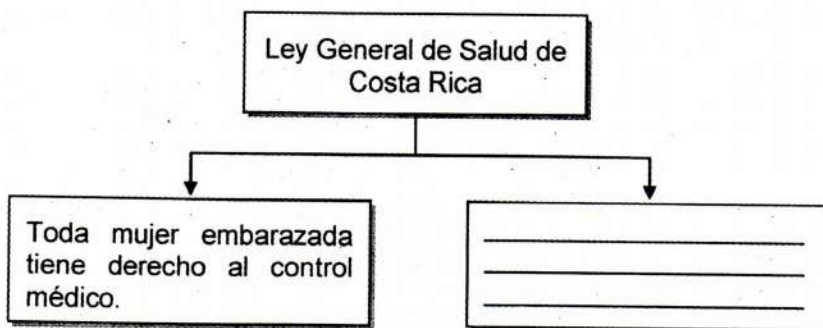 Ley General de Salud de
Costa Rica
Toda mujer embarazada
tiene derecho al control
médico.